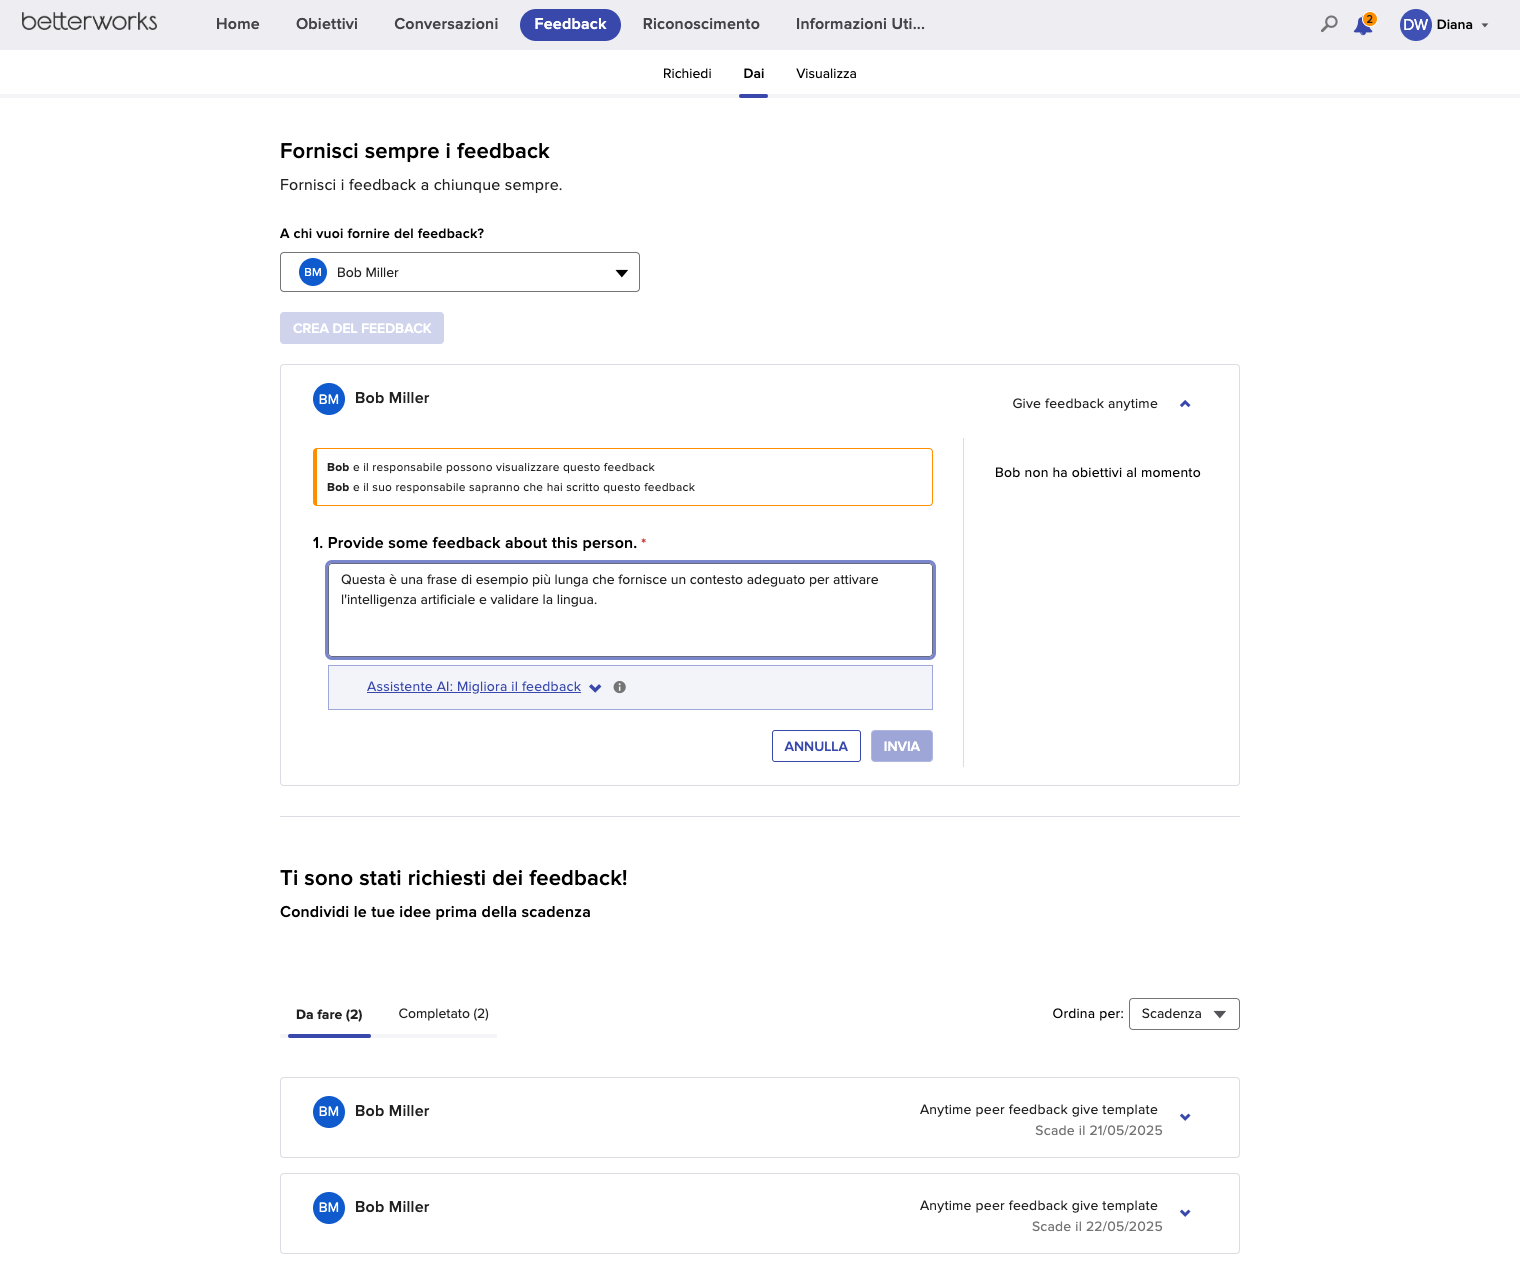 betterworks
Home
Obiettivi
Conversazioni
Feedback
Riconoscimento
Informazioni Uti...
2
DW
Diana
Richiedi
Dai
Visualizza
Fornisci sempre i feedback
Fornisci i feedback a chiunque sempre.
A chi vuoi fornire del feedback?
BM
Bob Miller
CREA DEL FEEDBACK
BM
Bob Miller
Give feedback anytime
Bob e il responsabile possono visualizzare questo feedback
Bob e il suo responsabile sapranno che hai scritto questo feedback
Bob non ha obiettivi al momento
1. Provide some feedback about this person. *
Questa è una frase di esempio più lunga che fornisce un contesto adeguato per attivare
l'intelligenza artificiale e validare la lingua.
Assistente AI: Migliora il feedback
ANNULLA
INVIA
Ti sono stati richiesti dei feedback!
Condividi le tue idee prima della scadenza
Da fare (2)
Completato (2)
Ordina per:
Scadenza
BM
Bob Miller
Anytime peer feedback give template
Scade il 21/05/2025
BM
Bob Miller
Anytime peer feedback give template
Scade il 22/05/2025